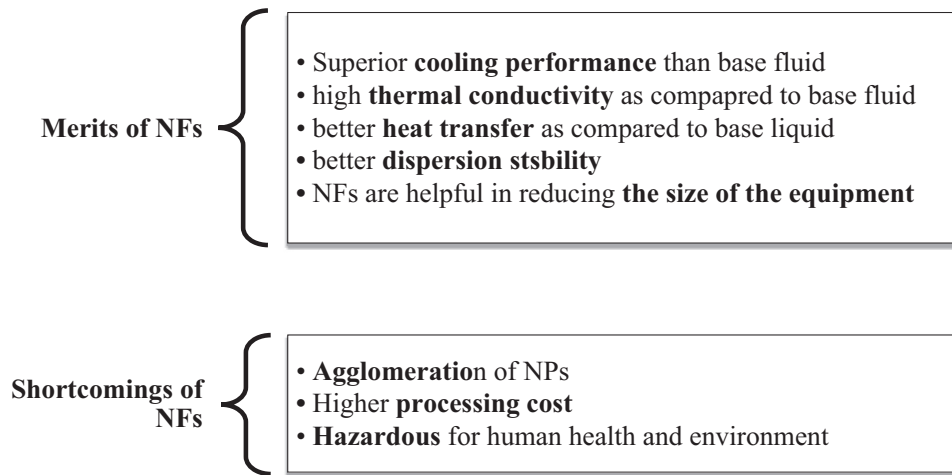 Merits of NFs
• Superior cooling performance than base fluid
• high thermal conductivity as compapred to base fluid
• better heat transfer as compared to base liquid
• better dispersion stsbility
• NFs are helpful in reducing the size of the equipment
Shortcomings of
NFs
• Agglomeration of NPs
• Higher processing cost
• Hazardous for human health and environment